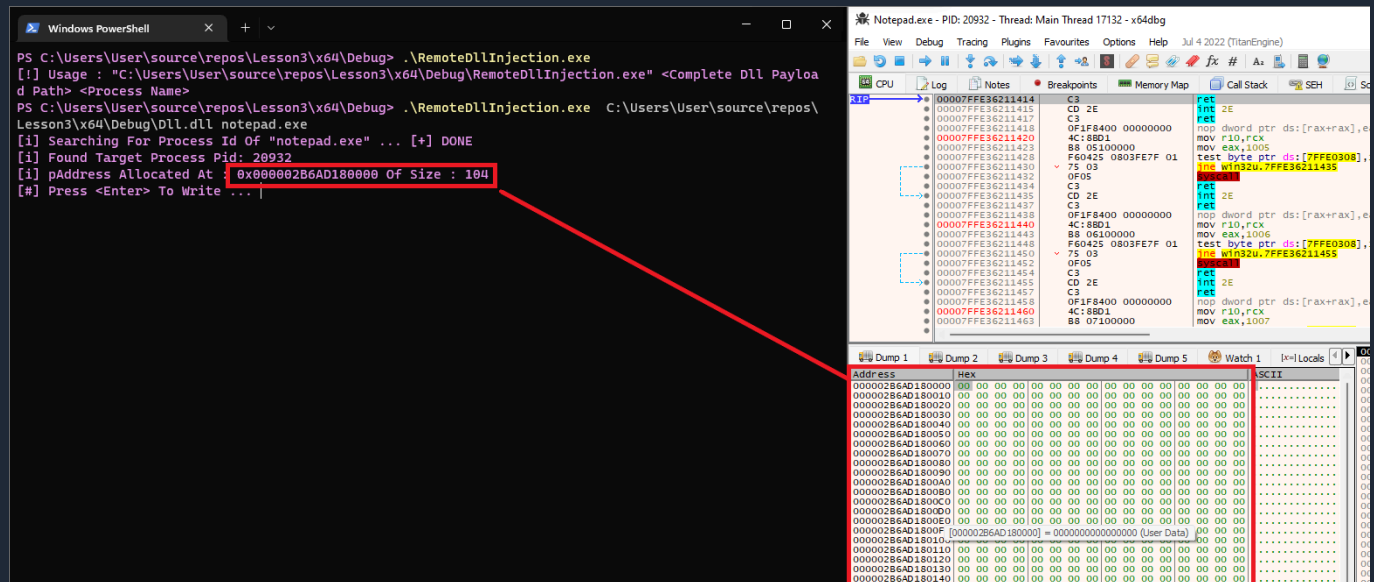 Windows PowerShell
PS C:\Users\User\source\repos\Lesson3\x64\Debug> .\RemoteDllInjection.exe
[!] Usage : "C:\Users\User\source\repos\Lesson3\x64\Debug\RemoteDllInjection.exe" <Complete Dll Payloa
d Path> <Process Name>
PS C:\Users\User\source\repos\Lesson3\x64\Debug> .\RemoteDllInjection.exe  C:\Users\User\source\repos\
Lesson3\x64\Debug\Dll.dll notepad.exe
[i] Searching For Process Id Of "notepad.exe" ... [+] DONE
[i] Found Target Process Pid: 20932
[i] pAddress Allocated At : 0x000002B6AD180000 Of Size : 104
[#] Press <Enter> To Write ...
Notepad.exe - PID: 20932 - Thread: Main Thread 17132 - x64dbg
File View Debug Tracing Plugins Favourites Options Help Jul 4 2022 (TitanEngine)
CPU Log Notes Breakpoints Memory Map Call Stack SEH
RIP 00007FFE36211414 C3 ret
00007FFE36211415 CD 2E int 2E
00007FFE36211417 C3 ret
00007FFE36211418 0F1F8400 00000000 nop dword ptr ds:[rax+rax],ea
00007FFE36211420 4C:8BD1 mov r10,rcx
00007FFE36211423 B8 05100000 mov eax,1005
00007FFE36211428 F60425 0803FE7F 01 test byte ptr ds:[7FFE0308],
00007FFE36211430 75 03 jne win32u.7FFE36211435
00007FFE36211432 0F05 syscall
00007FFE36211434 C3 ret
00007FFE36211435 CD 2E int 2E
00007FFE36211437 C3 ret
00007FFE36211438 0F1F8400 00000000 nop dword ptr ds:[rax+rax],ea
00007FFE36211440 4C:8BD1 mov r10,rcx
00007FFE36211443 B8 06100000 mov eax,1006
00007FFE36211448 F60425 0803FE7F 01 test byte ptr ds:[7FFE0308],
00007FFE36211450 75 03 jne win32u.7FFE36211455
00007FFE36211452 0F05 syscall
00007FFE36211454 C3 ret
00007FFE36211455 CD 2E int 2E
00007FFE36211457 C3 ret
00007FFE36211458 0F1F8400 00000000 nop dword ptr ds:[rax+rax],ea
00007FFE36211460 4C:8BD1 mov r10,rcx
00007FFE36211463 B8 07100000 mov eax,1007
Dump 1 Dump 2 Dump 3 Dump 4 Dump 5 Watch 1 [x=] Locals
Address Hex ASCII
000002B6AD180000 00 00 00 00 00 00 00 00 00 00 00 00 00 00 00 00 ............
000002B6AD180010 00 00 00 00 00 00 00 00 00 00 00 00 00 00 00 00 ............
000002B6AD180020 00 00 00 00 00 00 00 00 00 00 00 00 00 00 00 00 ............
000002B6AD180030 00 00 00 00 00 00 00 00 00 00 00 00 00 00 00 00 ............
000002B6AD180040 00 00 00 00 00 00 00 00 00 00 00 00 00 00 00 00 ............
000002B6AD180050 00 00 00 00 00 00 00 00 00 00 00 00 00 00 00 00 ............
000002B6AD180060 00 00 00 00 00 00 00 00 00 00 00 00 00 00 00 00 ............
000002B6AD180070 00 00 00 00 00 00 00 00 00 00 00 00 00 00 00 00 ............
000002B6AD180080 00 00 00 00 00 00 00 00 00 00 00 00 00 00 00 00 ............
000002B6AD180090 00 00 00 00 00 00 00 00 00 00 00 00 00 00 00 00 ............
000002B6AD1800A0 00 00 00 00 00 00 00 00 00 00 00 00 00 00 00 00 ............
000002B6AD1800B0 00 00 00 00 00 00 00 00 00 00 00 00 00 00 00 00 ............
000002B6AD1800C0 00 00 00 00 00 00 00 00 00 00 00 00 00 00 00 00 ............
000002B6AD1800D0 00 00 00 00 00 00 00 00 00 00 00 00 00 00 00 00 ............
000002B6AD1800E0 00 00 00 00 00 00 00 00 00 00 00 00 00 00 00 00 ............
[000002B6AD180000] = 0000000000000000 (User Data)
000002B6AD180110 00 00 00 00 00 00 00 00 00 00 00 00 00 00 00 00 ............
000002B6AD180120 00 00 00 00 00 00 00 00 00 00 00 00 00 00 00 00 ............
000002B6AD180130 00 00 00 00 00 00 00 00 00 00 00 00 00 00 00 00 ............
000002B6AD180140 00 00 00 00 00 00 00 00 00 00 00 00 00 00 00 00 ............